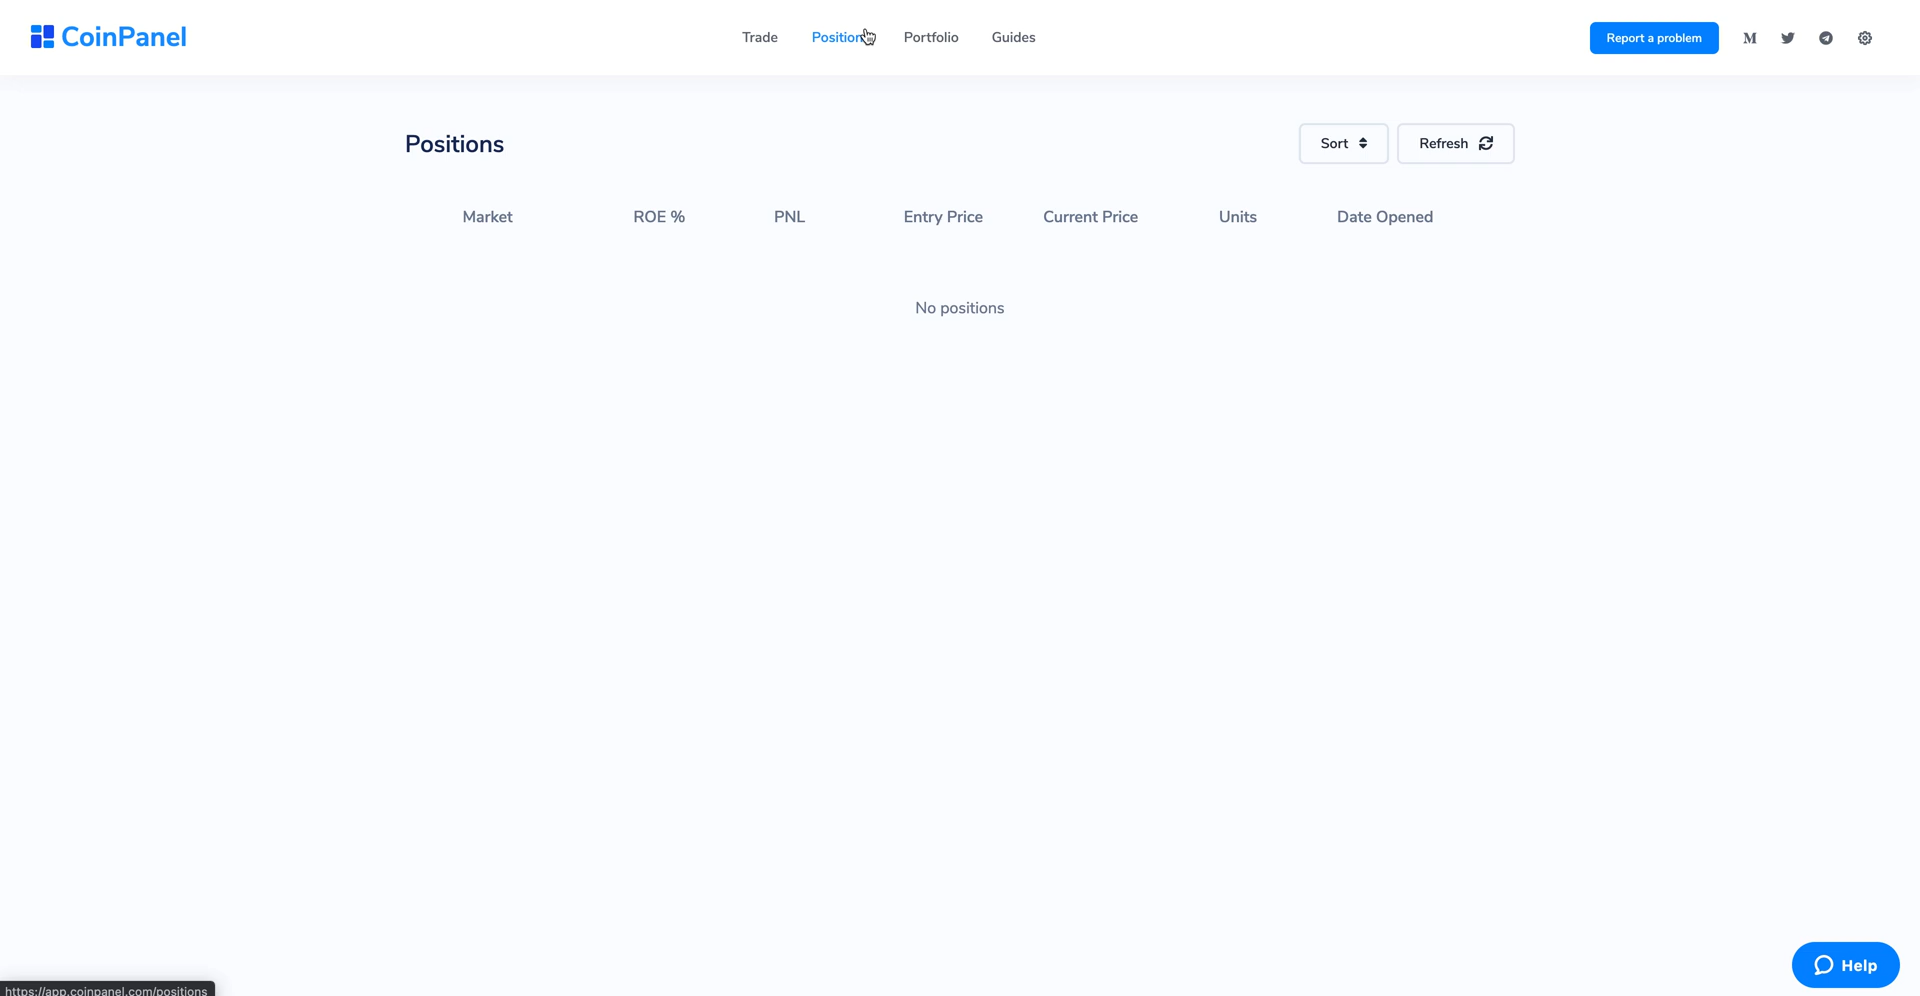 CoinPanel
Trade Position Portfolio Guides
Report a problem
Positions
Sort Refresh
Market ROE % PNL Entry Price Current Price Units Date Opened
No positions
Help
https://app.coinpanel.com/positions